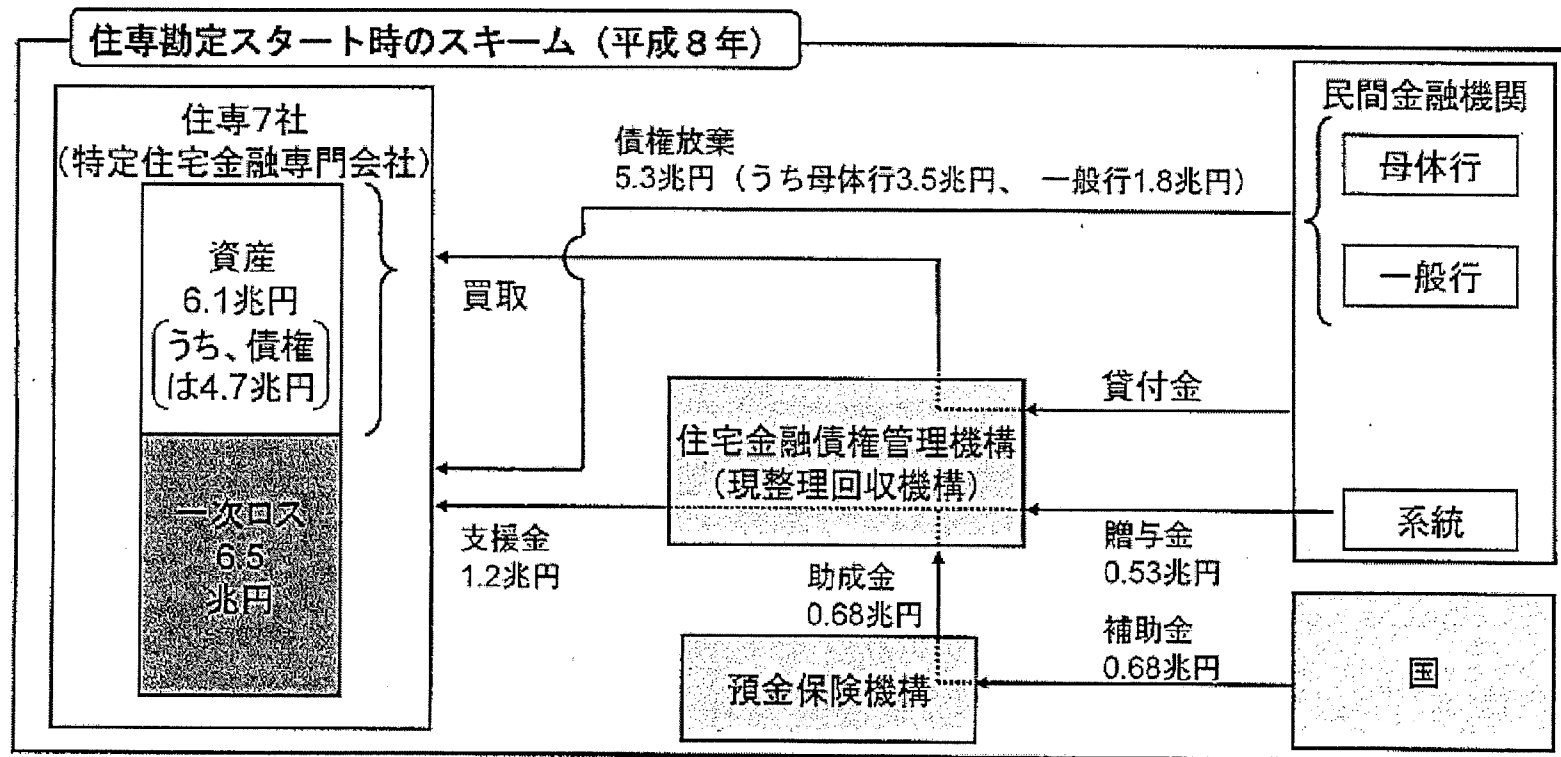 住専勘定スタート時のスキーム（平成８年）
住専7社
（特定住宅金融専門会社）
資産
6.1兆円
うち、債権
は4.7兆円
一次ロス
6.5
兆円
債権放棄
5.3兆円（うち母体行3.5兆円、 一般行1.8兆円）
買取
支援金
1.2兆円
住宅金融債権管理機構
（現整理回収機構）
助成金
0.68兆円
預金保険機構
貸付金
贈与金
0.53兆円
補助金
0.68兆円
民間金融機関
母体行
一般行
系統
国